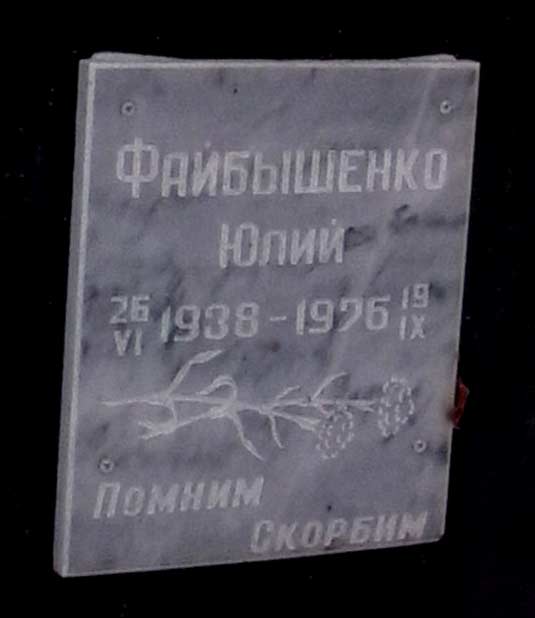 Файбышенко
Юлий
26 VI 1938 - 1976 19 IX
Помним
Скорбим